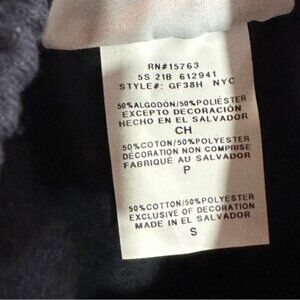 RN#15763
5S 21B 612941
STYLE#: GF38H NYC
50%ALGODÓN/50%POLIÉSTER
EXCEPTO DECORACIÓN
HECHO EN EL SALVADOR
CH
50%COTON/50%POLYESTER
DÉCORATION NON COMPRISE
FABRIQUÉ AU SALVADOR
P
50%COTTON/50%POLYESTER
EXCLUSIVE OF DECORATION
MADE IN EL SALVADOR
S